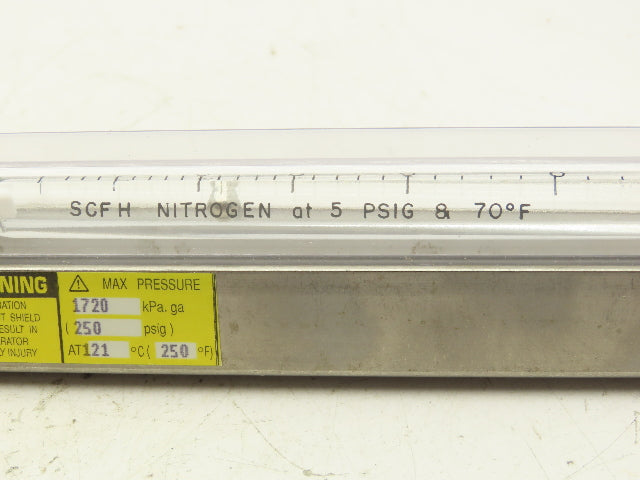 SCFH NITROGEN at 5 PSIG & 70°F
NING
MAX PRESSURE
1720 kPa. ga
(250 psig)
AT 121 °C (250 °F)
ATION
T SHIELD
ESULT IN
ERATOR
Y INJURY